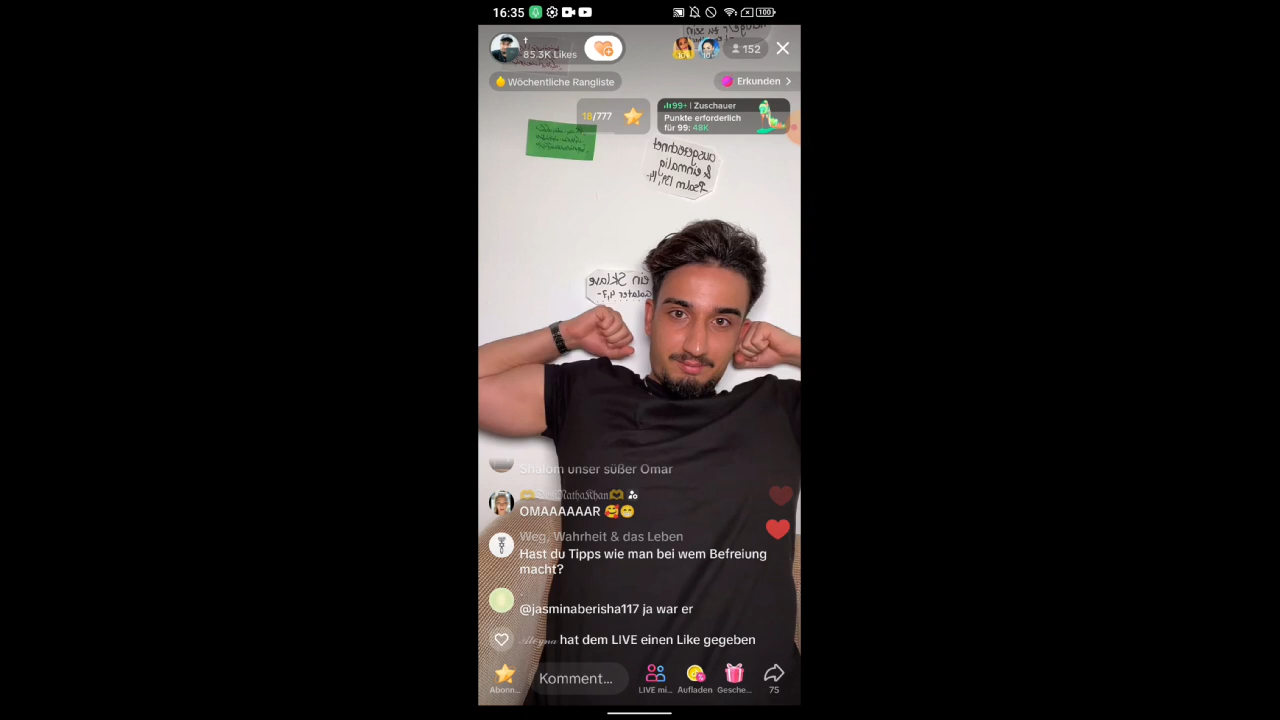 16:35
100
†
85.3K Likes
152
Wöchentliche Rangliste
Erkunden
18/777
99+ | Zuschauer
Punkte erforderlich
für 99: 48K
ausgerechnet
& einmalig
Psalm 139, 14
ein Sklave
Galater 4,7-
Shalom unser süßer Omar
OMAAAAAAR 🥰😁
Weg, Wahrheit & das Leben
Hast du Tipps wie man bei wem Befreiung
macht?
@jasminaberisha117 ja war er
hat dem LIVE einen Like gegeben
Abonn...
Komment...
LIVE mi...
Aufladen
Gesche...
75